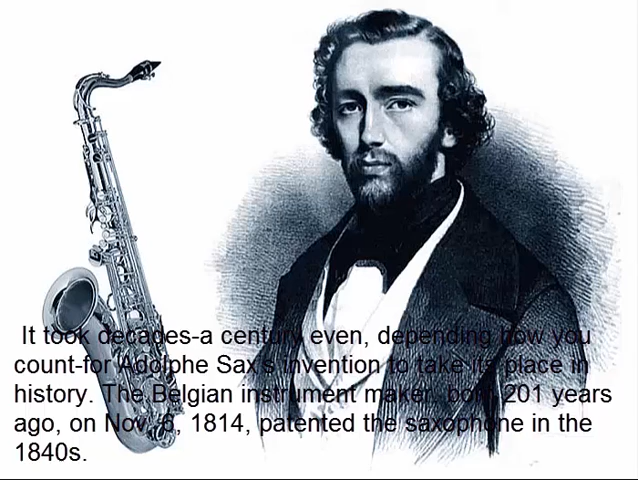 It took decades-a century even, depending how you
count-for Adolphe Sax's invention to take its place in
history. The Belgian instrument maker, born 201 years
ago, on Nov. 6, 1814, patented the saxophone in the
1840s.